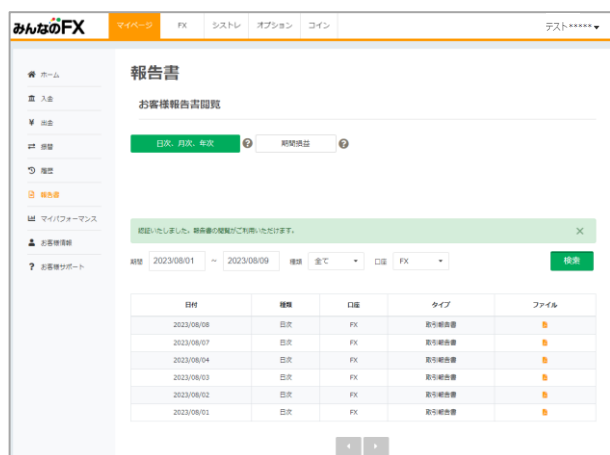 みんなのFX マイページ FX シストレ オプション コイン テスト*****▼
ホーム
入金
¥ 出金
振替
履歴
報告書
マイパフォーマンス
お客様情報
? お客様サポート
報告書
お客様報告書閲覧
日次、月次、年次 ? 期間損益 ?
認証いたしました。報告書の閲覧がご利用いただけます。 ×
期間 2023/08/01 ~ 2023/08/09 種類 全て 口座 FX 検索
日付 種類 口座 タイプ ファイル
2023/08/08 日次 FX 取引報告書
2023/08/07 日次 FX 取引報告書
2023/08/04 日次 FX 取引報告書
2023/08/03 日次 FX 取引報告書
2023/08/02 日次 FX 取引報告書
2023/08/01 日次 FX 取引報告書